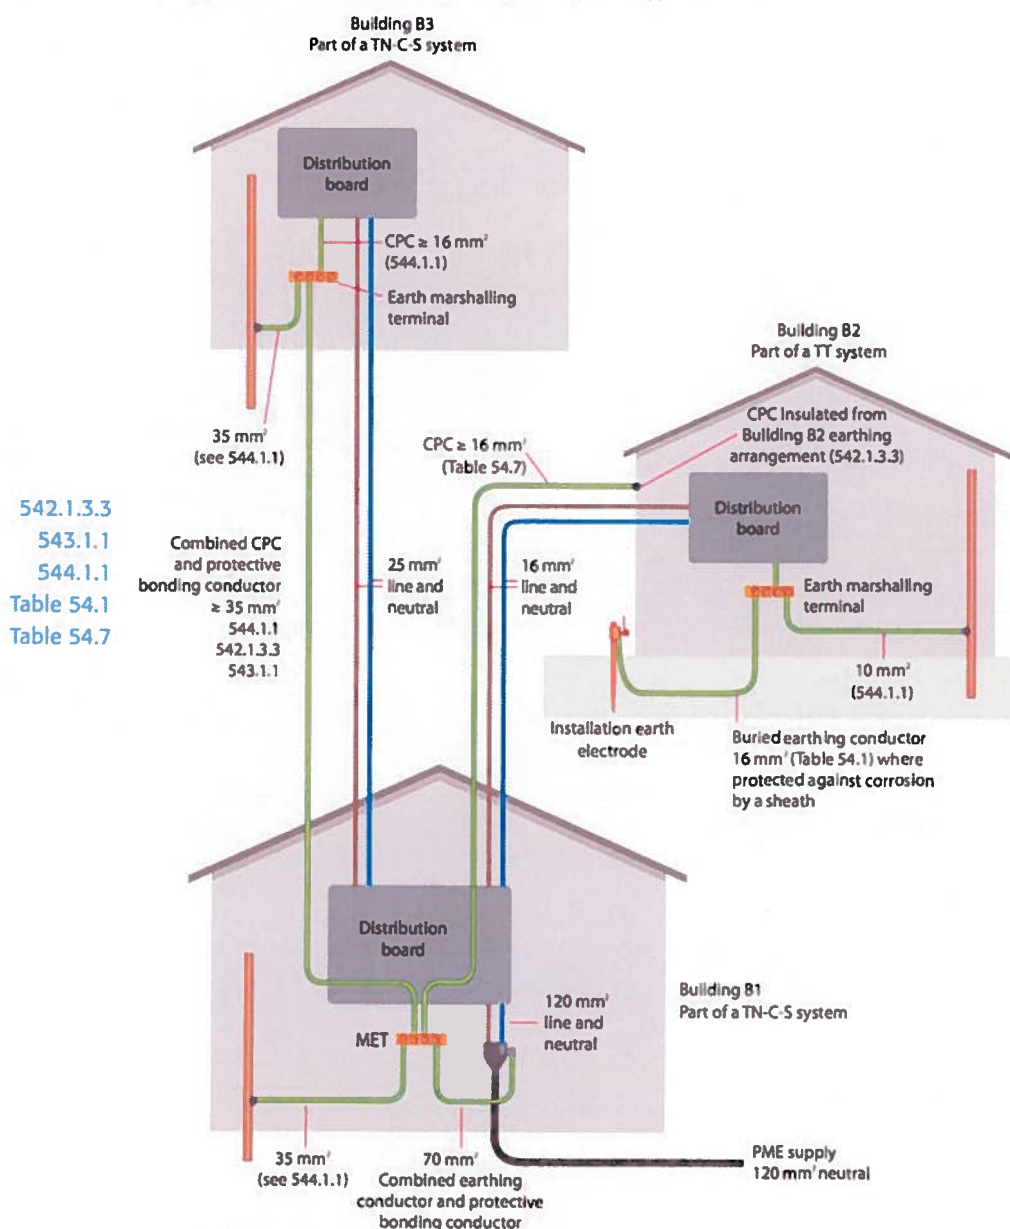 Building B3
Part of a TN-C-S system
Distribution
board
CPC ≥ 16 mm²
(544.1.1)
Earth marshalling
terminal
35 mm²
(see 544.1.1)
Building B2
Part of a TT system
CPC insulated from
Building B2 earthing
arrangement (542.1.3.3)
CPC ≥ 16 mm²
(Table 54.7)
Distribution
board
542.1.3.3
543.1.1
544.1.1
Table 54.1
Table 54.7
Combined CPC
and protective
bonding conductor
≥ 35 mm²
544.1.1
542.1.3.3
543.1.1
25 mm²
line and
neutral
16 mm²
line and
neutral
Earth marshalling
terminal
10 mm²
(544.1.1)
Installation earth
electrode
Buried earthing conductor
16 mm² (Table 54.1) where
protected against corrosion
by a sheath
Distribution
board
MET
120 mm²
line and
neutral
Building B1
Part of a TN-C-S system
35 mm²
(see 544.1.1)
70 mm²
Combined earthing
conductor and protective
bonding conductor
PME supply
120 mm² neutral